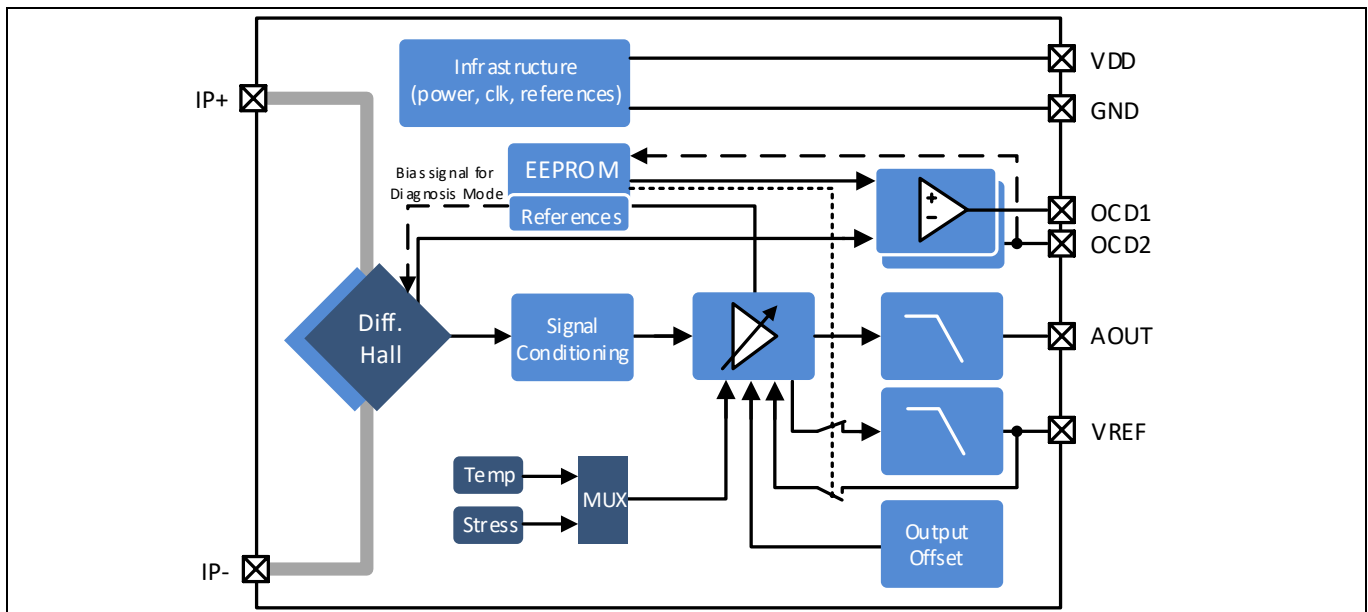 Infrastructure
(power, clk, references)
VDD
GND
IP+
Bias signal for
Diagnosis Mode
EEPROM
References
+
-
OCD1
OCD2
Diff.
Hall
Signal
Conditioning
AOUT
VREF
Temp
Stress
MUX
Output
Offset
IP-